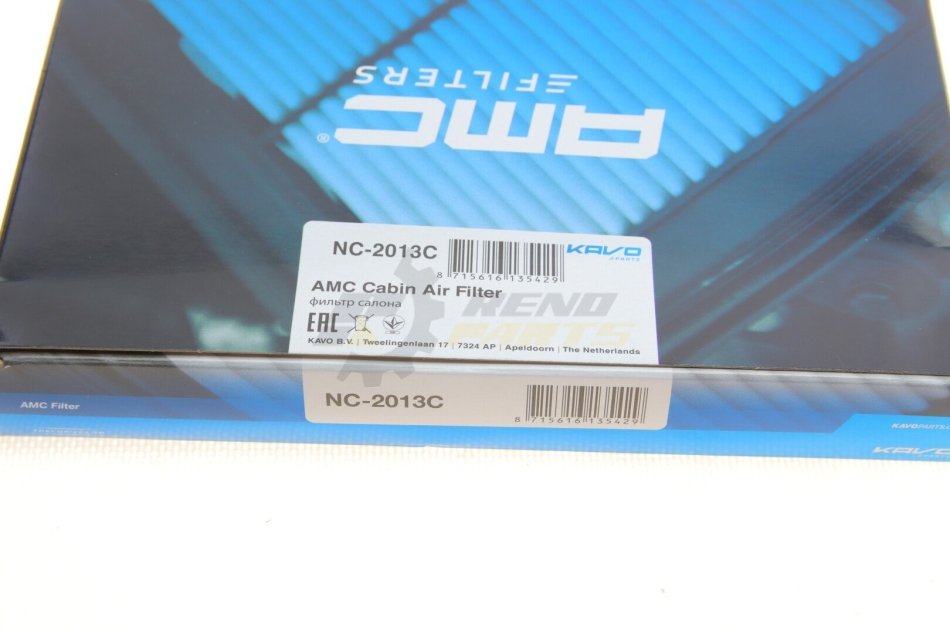 AMC®
FILTERS
NC-2013C
8 715616 135429
KAVO
PARTS
AMC Cabin Air Filter
фильтр салона
EAC
RENO
PARTS
KAVO B.V. | Tweelingenlaan 17 | 7324 AP | Apeldoorn | The Netherlands
NC-2013C
8 715616 135429
AMC Filter
KAVOPARTS.
KAVO